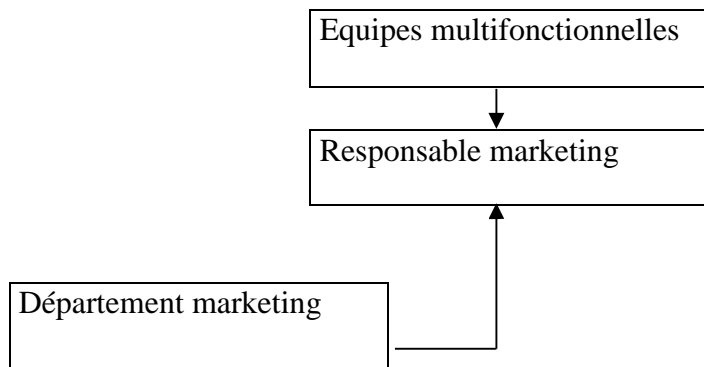 Equipes multifonctionnelles
Responsable marketing
Département marketing